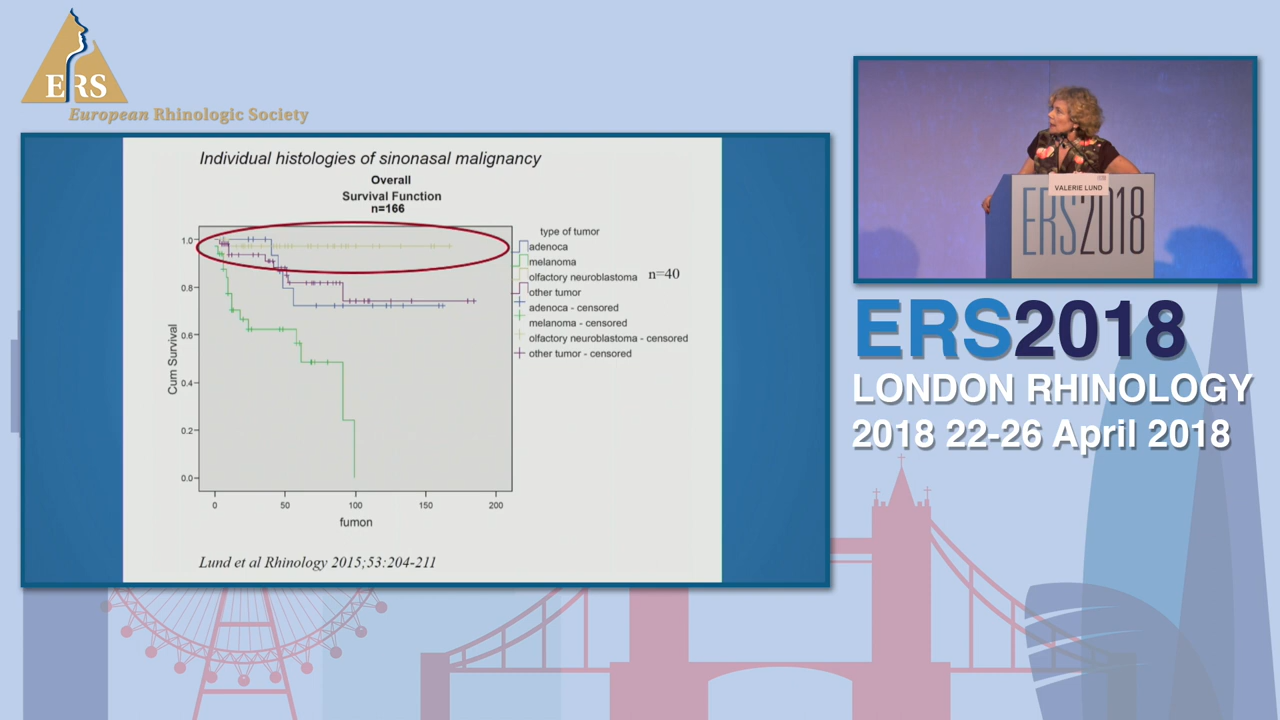 ERS
European Rhinologic Society
Individual histologies of sinonasal malignancy
Overall
Survival Function
n=166
type of tumor
adenoca
melanoma
olfactory neuroblastoma n=40
other tumor
adenoca - censored
melanoma - censored
olfactory neuroblastoma - censored
other tumor - censored
Cum Survival
1.0
0.8
0.6
0.4
0.2
0.0
0 50 100 150 200
fumon
Lund et al Rhinology 2015;53:204-211
VALERIE LUND
ERS2018
ERS2018
LONDON RHINOLOGY
2018 22-26 April 2018